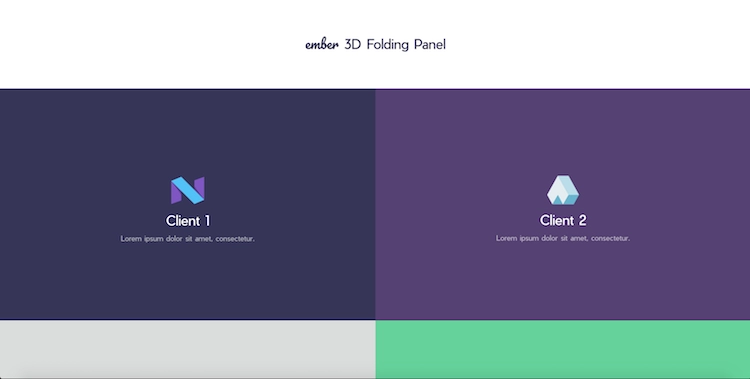 ember 3D Folding Panel
Client 1
Lorem ipsum dolor sit amet, consectetur.
Client 2
Lorem ipsum dolor sit amet, consectetur.